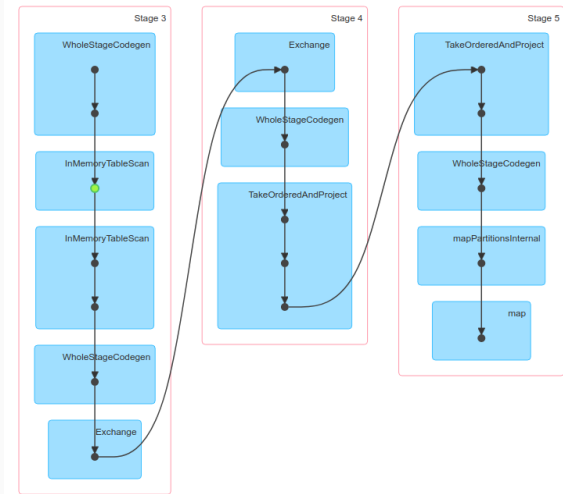 Stage 3
WholeStageCodegen
InMemoryTableScan
InMemoryTableScan
WholeStageCodegen
Exchange
Stage 4
Exchange
WholeStageCodegen
TakeOrderedAndProject
Stage 5
TakeOrderedAndProject
WholeStageCodegen
mapPartitionsInternal
map